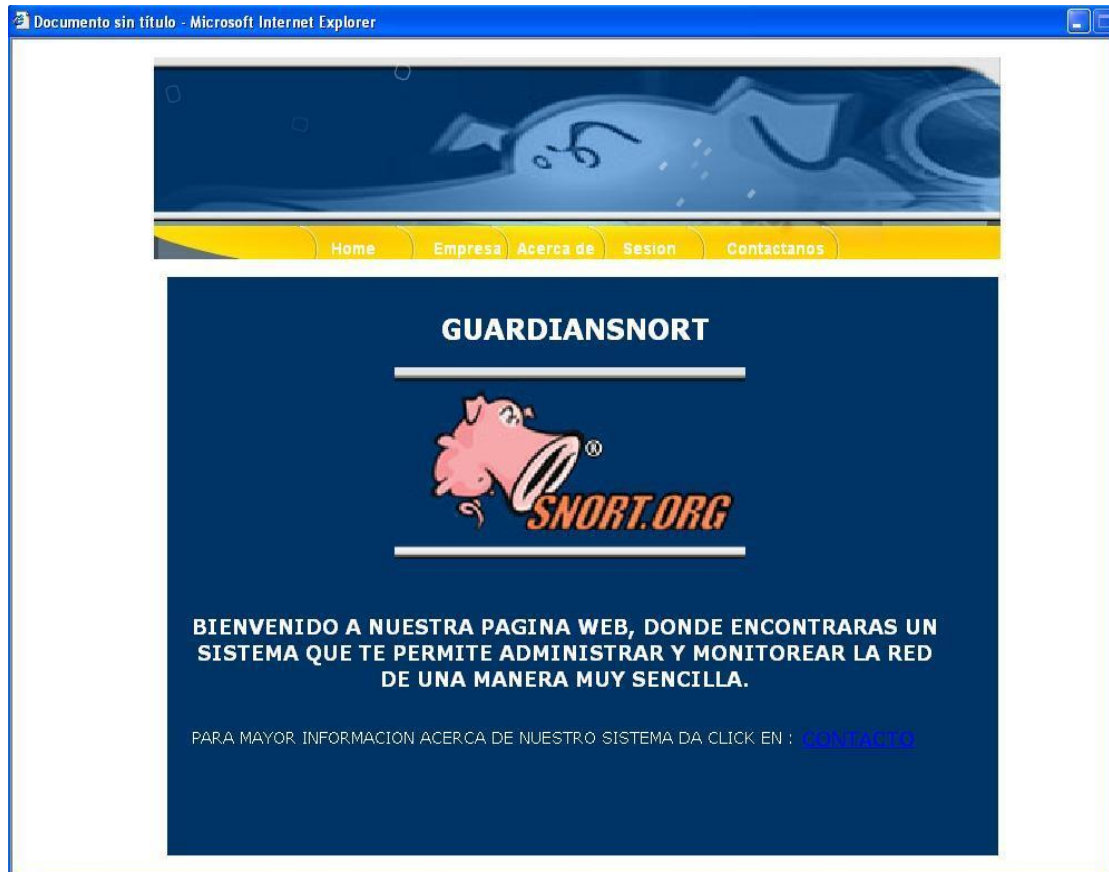 Documento sin título - Microsoft Internet Explorer
Home Empresa Acerca de Sesion Contactanos
GUARDIANSNORT
®
SNORT.ORG
BIENVENIDO A NUESTRA PAGINA WEB, DONDE ENCONTRARAS UN
SISTEMA QUE TE PERMITE ADMINISTRAR Y MONITOREAR LA RED
DE UNA MANERA MUY SENCILLA.
PARA MAYOR INFORMACION ACERCA DE NUESTRO SISTEMA DA CLICK EN : CONTACTO